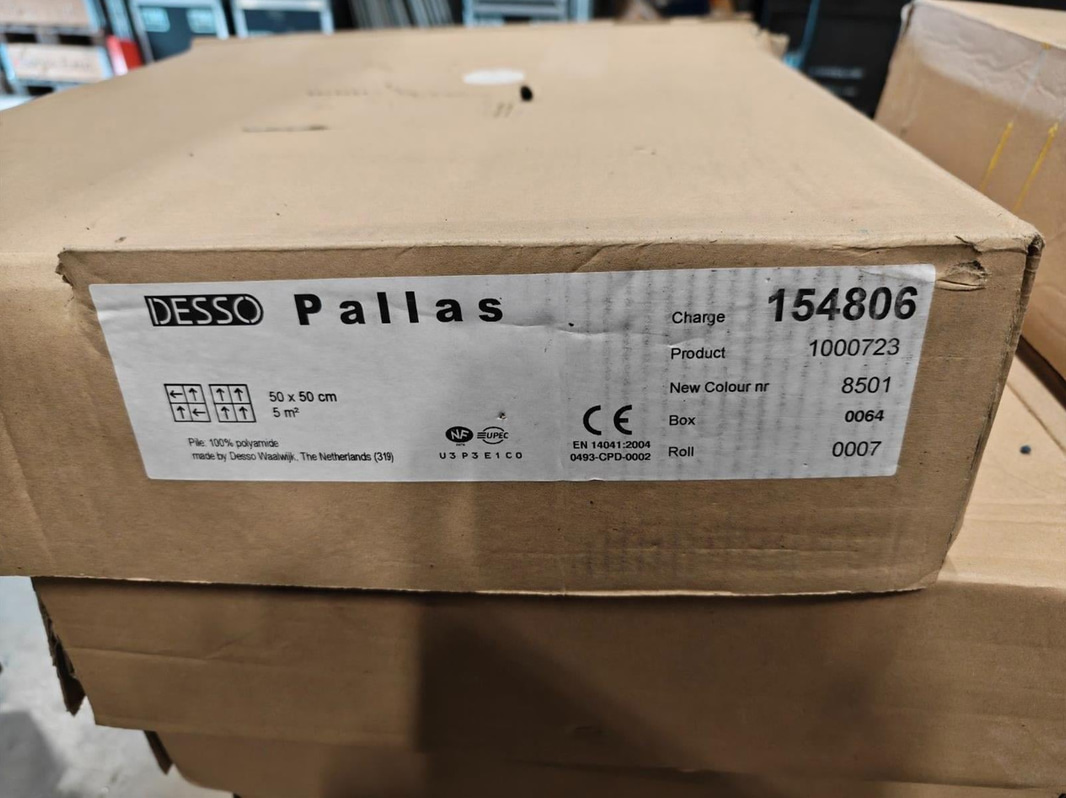 DESSO Pallas
50 x 50 cm
5 m²
Pile: 100% polyamide
made by Desso Waalwijk, The Netherlands (319)
NF UPEC
U3 P3 E1 C0
CE
EN 14041:2004
0493-CPD-0002
Charge 154806
Product 1000723
New Colour nr 8501
Box 0064
Roll 0007